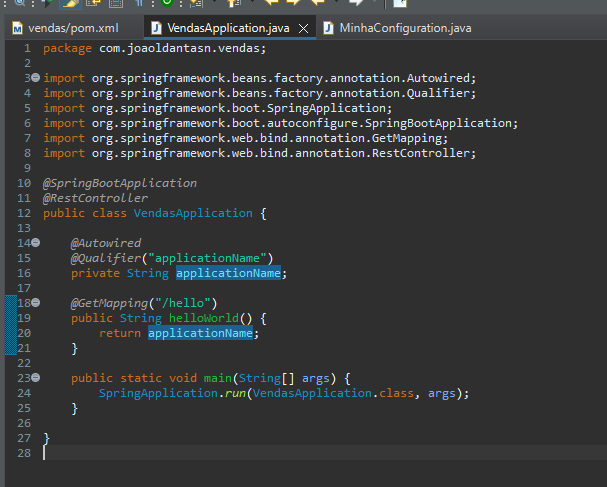 vendas/pom.xml
VendasApplication.java
MinhaConfiguration.java
1 package com.joaoldantasn.vendas;
2
3 import org.springframework.beans.factory.annotation.Autowired;
4 import org.springframework.beans.factory.annotation.Qualifier;
5 import org.springframework.boot.SpringApplication;
6 import org.springframework.boot.autoconfigure.SpringBootApplication;
7 import org.springframework.web.bind.annotation.GetMapping;
8 import org.springframework.web.bind.annotation.RestController;
9
10 @SpringBootApplication
11 @RestController
12 public class VendasApplication {
13
14 @Autowired
15 @Qualifier("applicationName")
16 private String applicationName;
17
18 @GetMapping("/hello")
19 public String helloWorld() {
20 return applicationName;
21 }
22
23 public static void main(String[] args) {
24 SpringApplication.run(VendasApplication.class, args);
25 }
26
27 }
28